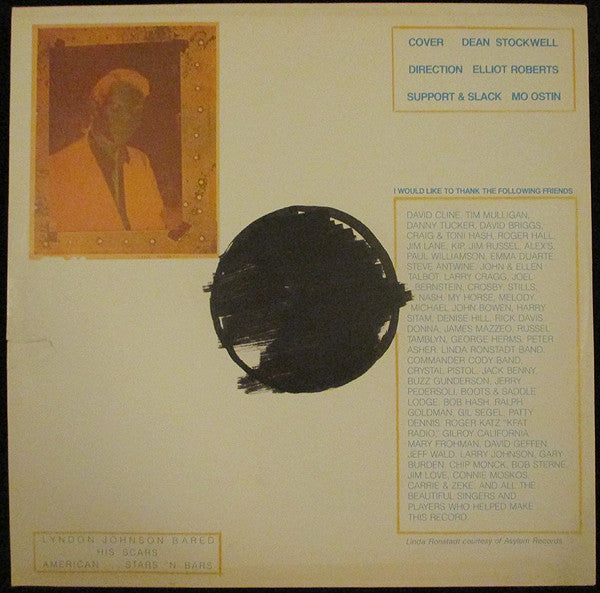 COVER DEAN STOCKWELL
DIRECTION ELLIOT ROBERTS
SUPPORT & SLACK MO OSTIN
I WOULD LIKE TO THANK THE FOLLOWING FRIENDS
DAVID CLINE, TIM MULLIGAN,
DANNY TUCKER, DAVID BRIGGS,
CRAIG & TONI HASH, ROGER HALL,
JIM LANE, KIP, JIM RUSSEL, ALEX'S,
PAUL WILLIAMSON, EMMA DUARTE,
STEVE ANTWINE, JOHN & ELLEN
TALBOT, LARRY CRAGG, JOEL
BERNSTEIN, CROSBY, STILLS,
& NASH, MY HORSE, MELODY,
MICHAEL JOHN BOWEN, HARRY
SITAM, DENISE HILL, RICK DAVIS,
DONNA, JAMES MAZZEO, RUSSEL
TAMBLYN, GEORGE HERMS, PETER
ASHER, LINDA RONSTADT BAND,
COMMANDER CODY BAND,
CRYSTAL PISTOL, JACK BENNY,
BUZZ GUNDERSON, JERRY
PEDERSOLI, BOOTS & SADDLE
LODGE, BOB HASH, RALPH
GOLDMAN, GIL SEGEL, PATTY
DENNIS, ROGER KATZ "KFAT
RADIO," GILROY CALIFORNIA,
MARY FROHMAN, DAVID GEFFEN,
JEFF WALD, LARRY JOHNSON, GARY
BURDEN, CHIP MONCK, BOB STERNE,
JIM LOVE, CONNIE MOSKOS,
CARRIE & ZEKE, AND ALL THE
BEAUTIFUL SINGERS AND
PLAYERS WHO HELPED MAKE
THIS RECORD
Linda Ronstadt courtesy of Asylum Records
LYNDON JOHNSON BARED
HIS SCARS
AMERICAN . . . STARS 'N BARS